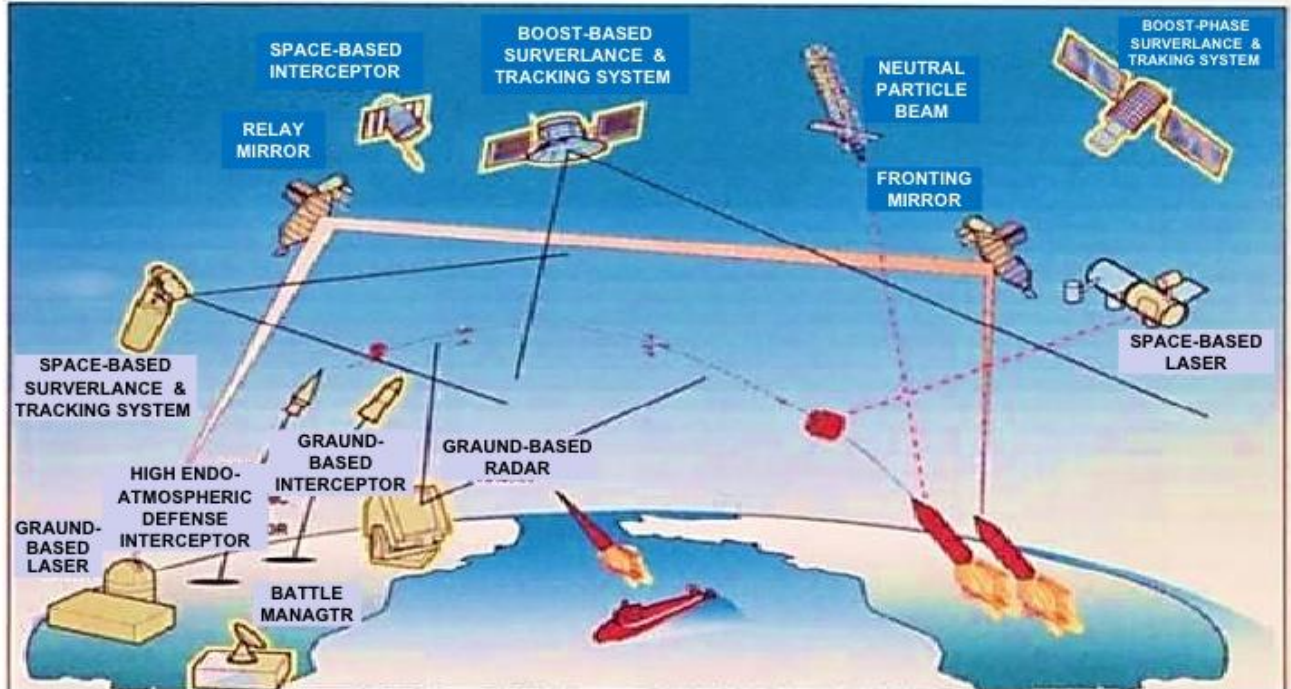 SPACE-BASED
INTERCEPTOR
BOOST-BASED
SURVERLANCE &
TRACKING SYSTEM
NEUTRAL
PARTICLE
BEAM
BOOST-PHASE
SURVERLANCE &
TRAKING SYSTEM
RELAY
MIRROR
FRONTING
MIRROR
SPACE-BASED
SURVERLANCE &
TRACKING SYSTEM
SPACE-BASED
LASER
GRAUND-
BASED
INTERCEPTOR
GRAUND-BASED
RADAR
HIGH ENDO-
ATMOSPHERIC
DEFENSE
INTERCEPTOR
OR
GRAUND-
BASED
LASER
BATTLE
MANAGTR